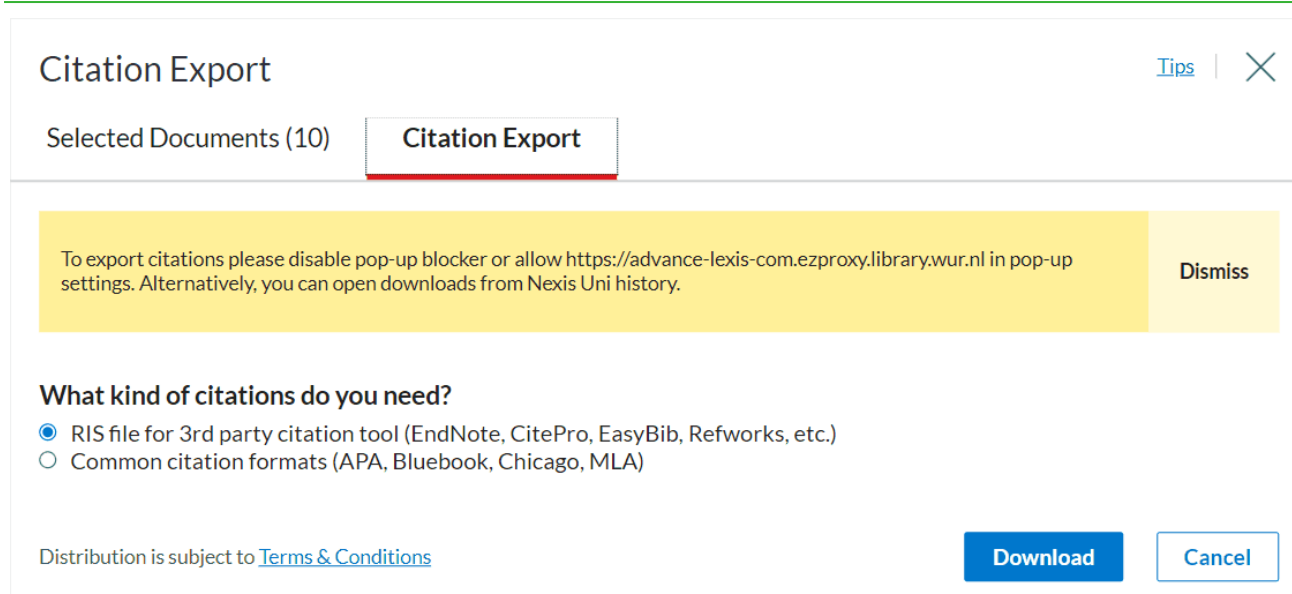 Citation Export
Tips
Selected Documents (10)
Citation Export
To export citations please disable pop-up blocker or allow https://advance-lexis-com.ezproxy.library.wur.nl in pop-up
settings. Alternatively, you can open downloads from Nexis Uni history.
Dismiss
What kind of citations do you need?
RIS file for 3rd party citation tool (EndNote, CitePro, EasyBib, Refworks, etc.)
Common citation formats (APA, Bluebook, Chicago, MLA)
Distribution is subject to Terms & Conditions
Download
Cancel